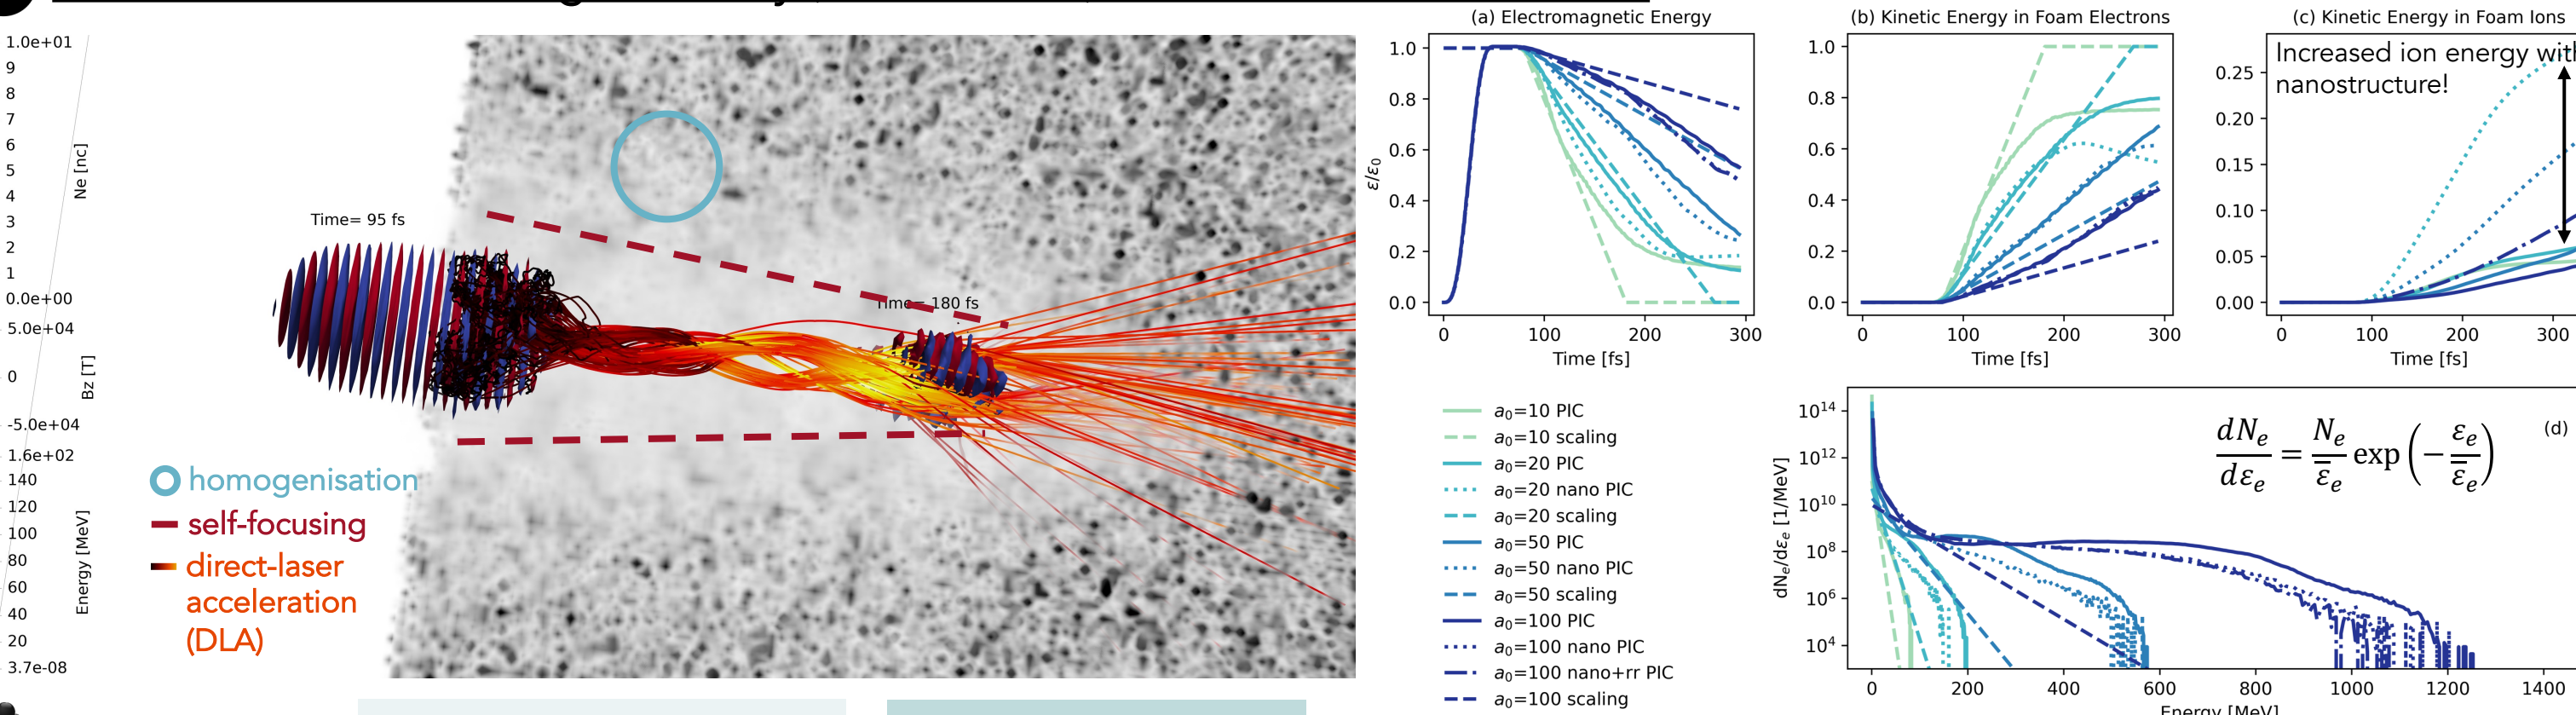 1.0e+01
9
8
7
6
5
4
3
2
1
0.0e+00
Ne [nc]
5.0e+04
0
-5.0e+04
Bz [T]
1.6e+02
140
120
100
80
60
40
20
3.7e-08
Energy [MeV]
Time= 95 fs
Time= 180 fs
homogenisation
self-focusing
direct-laser
acceleration
(DLA)
(a) Electromagnetic Energy
1.0
0.8
0.6
0.4
0.2
0.0
ε/ε₀
0 100 200 300
Time [fs]
(b) Kinetic Energy in Foam Electrons
1.0
0.8
0.6
0.4
0.2
0.0
0 100 200 300
Time [fs]
(c) Kinetic Energy in Foam Ions
Increased ion energy with
nanostructure!
0.25
0.20
0.15
0.10
0.05
0.00
0 100 200 300
Time [fs]
a₀=10 PIC
a₀=10 scaling
a₀=20 PIC
a₀=20 nano PIC
a₀=20 scaling
a₀=50 PIC
a₀=50 nano PIC
a₀=50 scaling
a₀=100 PIC
a₀=100 nano PIC
a₀=100 nano+rr PIC
a₀=100 scaling
(d)
dNₑ/dεₑ = Nₑ/ε̅ₑ exp(−εₑ/ε̅ₑ)
10¹⁴
10¹²
10¹⁰
10⁸
10⁶
10⁴
dNₑ/dεₑ [1/MeV]
0 200 400 600 800 1000 1200 1400
Energy [MeV]